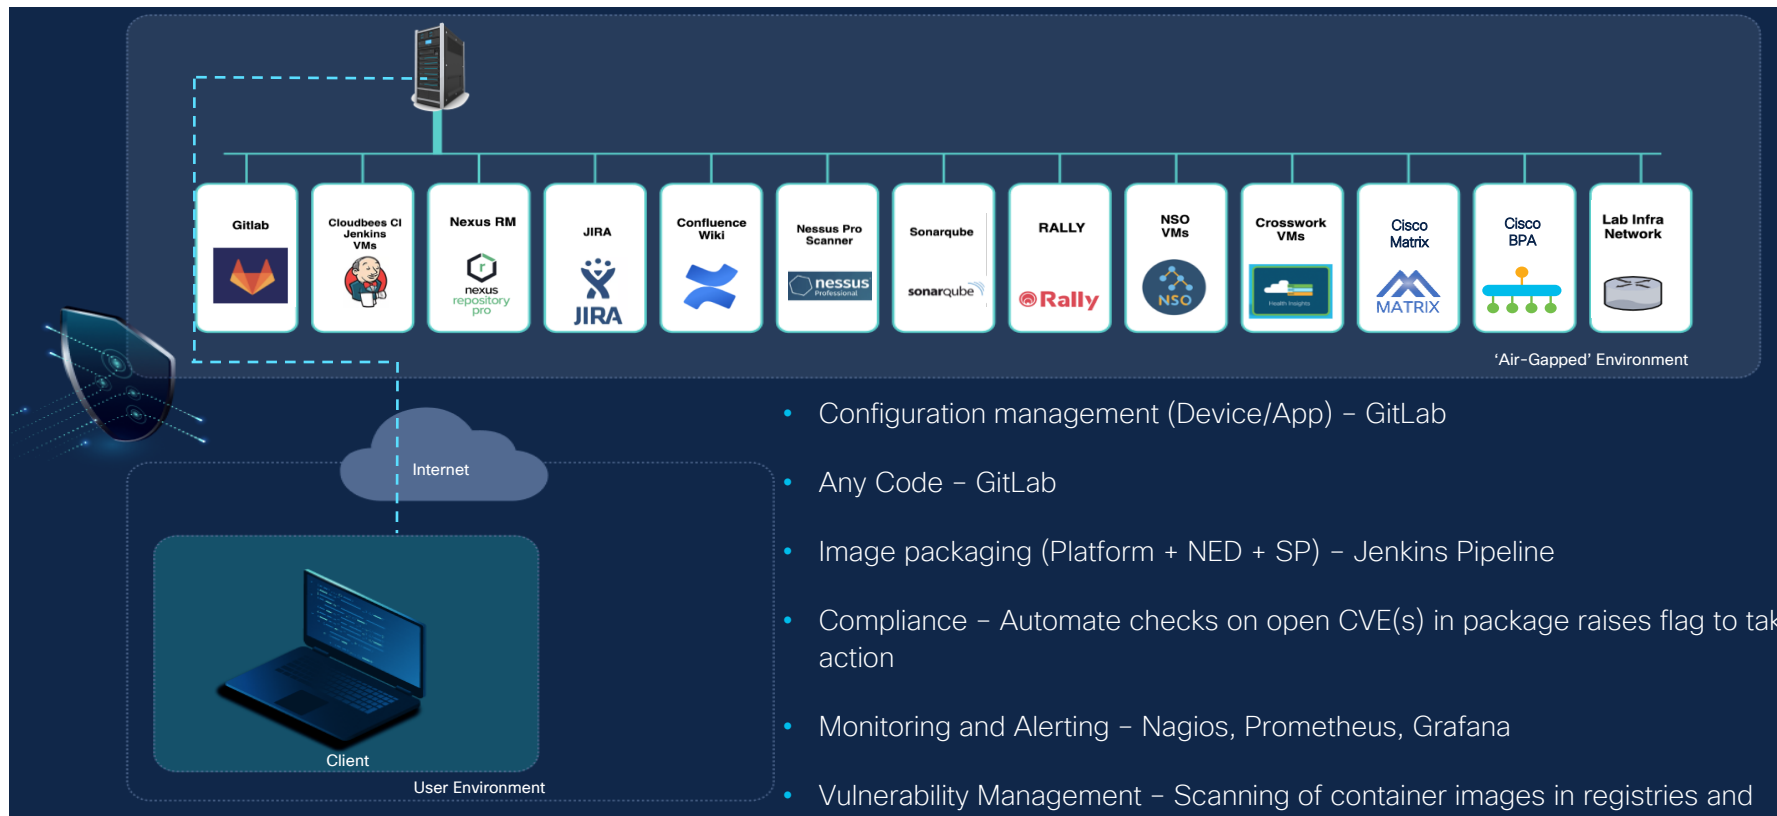 Gitlab
Cloudbees CI
Jenkins
VMs
Nexus RM
nexus
repository
pro
JIRA
JIRA
Confluence
Wiki
Nessus Pro
Scanner
nessus
Professional
Sonarqube
sonarqube
RALLY
Rally
NSO
VMs
NSO
Crosswork
VMs
Health Insights
Cisco
Matrix
MATRIX
Cisco
BPA
Lab Infra
Network
‘Air-Gapped’ Environment
Internet
Client
User Environment
• Configuration management (Device/App) – GitLab
• Any Code – GitLab
• Image packaging (Platform + NED + SP) – Jenkins Pipeline
• Compliance – Automate checks on open CVE(s) in package raises flag to tak
action
• Monitoring and Alerting – Nagios, Prometheus, Grafana
• Vulnerability Management – Scanning of container images in registries and